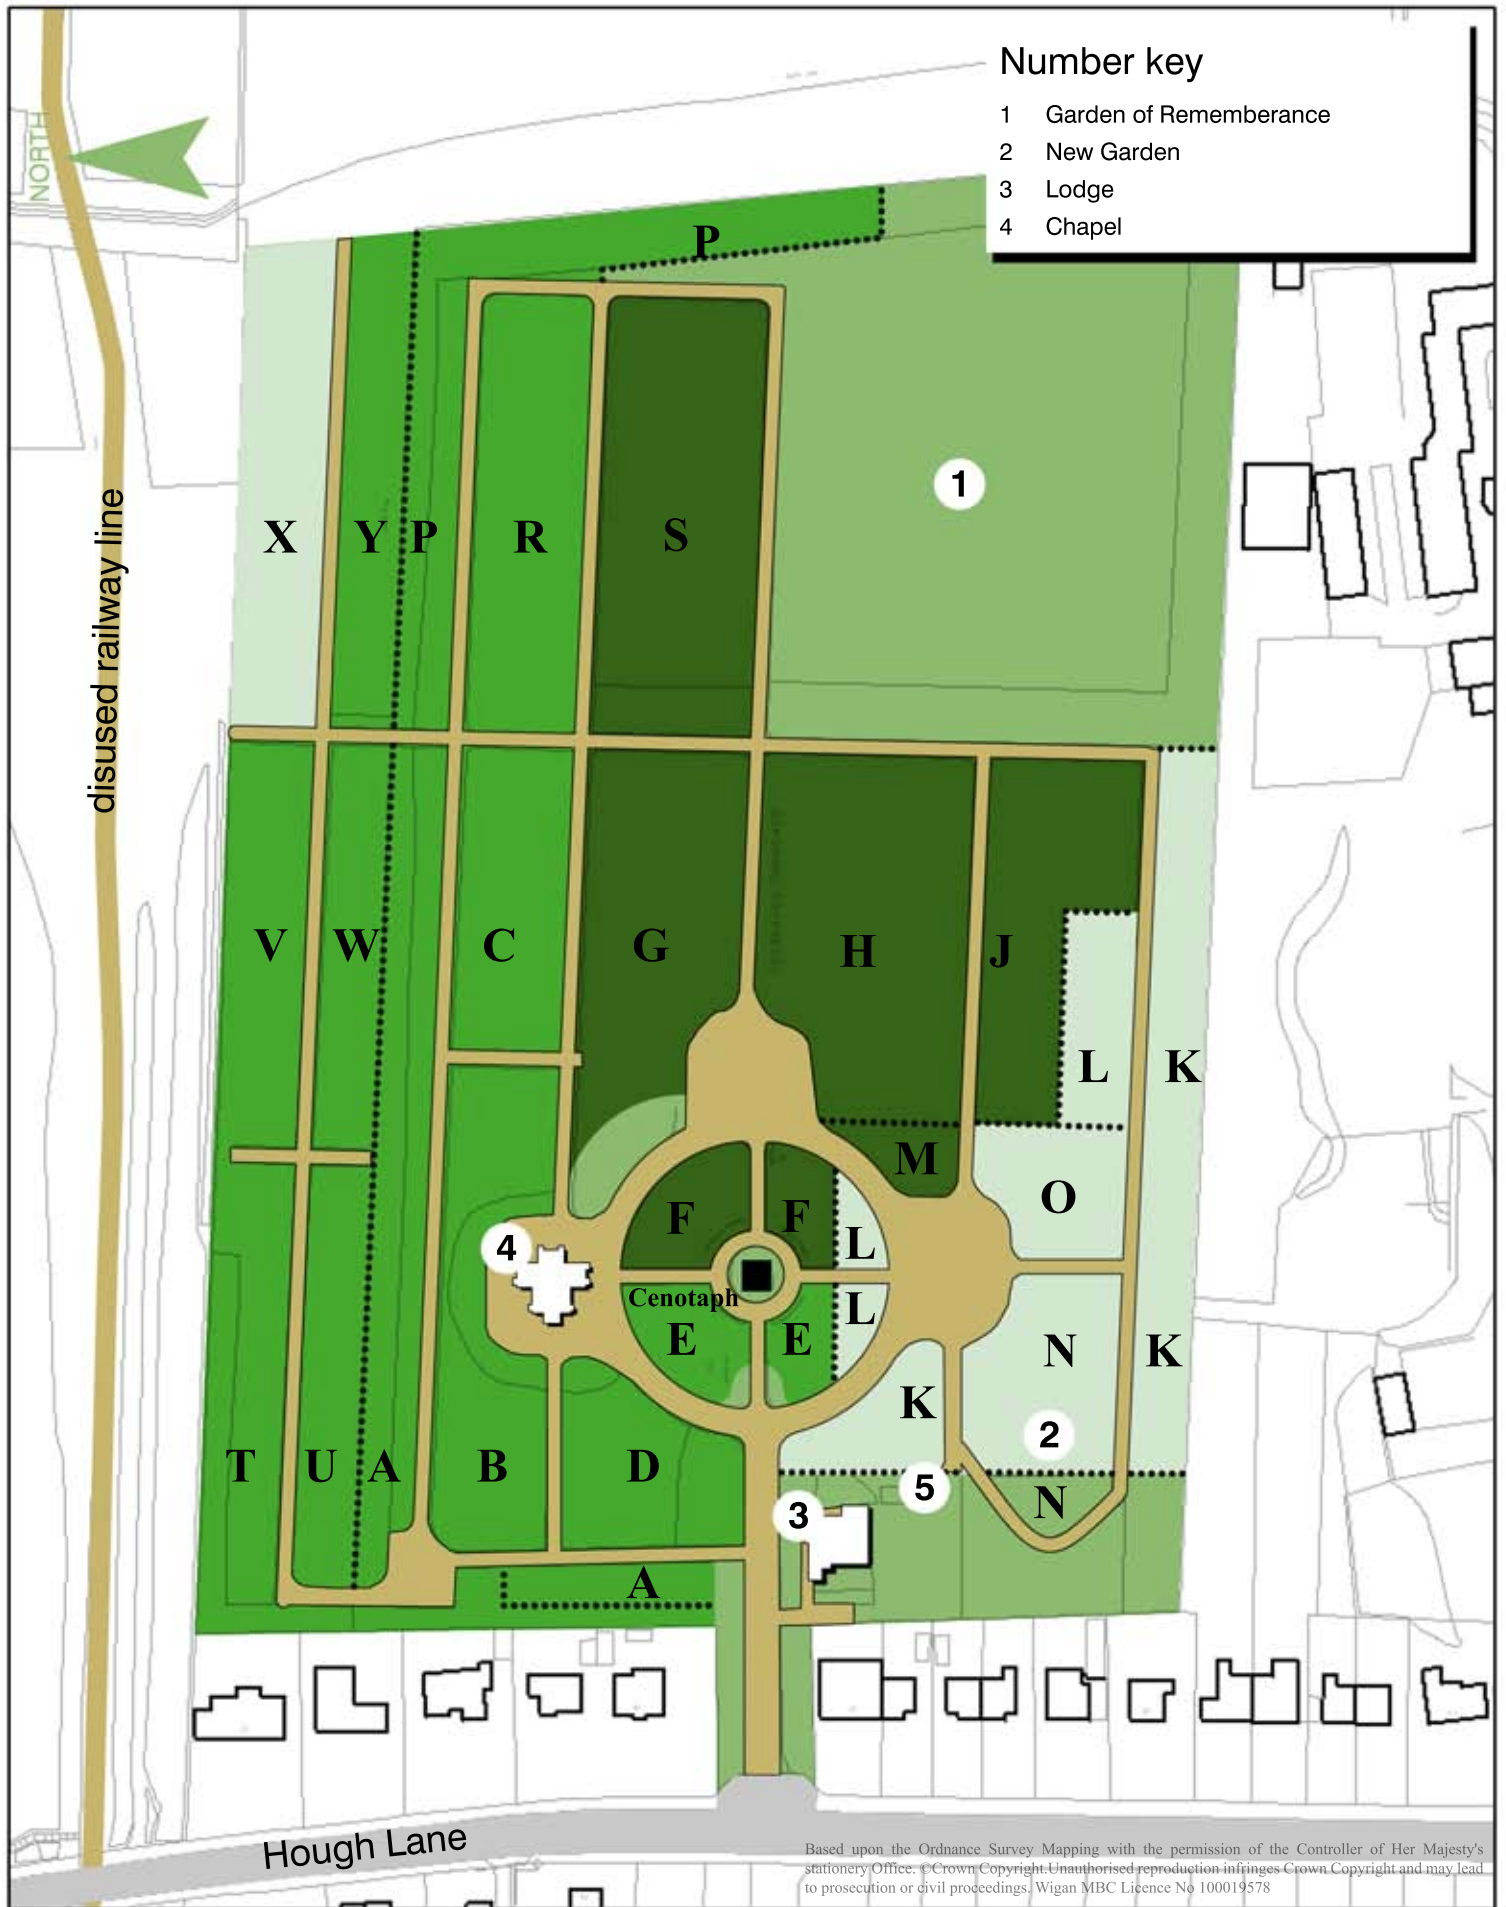 Number key
1 Garden of Rememberance
2 New Garden
3 Lodge
4 Chapel
NORTH
disused railway line
P
X Y P R S
1
V W C G H J
L K
M
O
F F L
4
Cenotaph
L
E E
N K
K
2
T U A B D
5
N
3
A
Hough Lane
Based upon the Ordnance Survey Mapping with the permission of the Controller of Her Majesty's
stationery Office. ©Crown Copyright.Unauthorised reproduction infringes Crown Copyright and may lead
to prosecution or civil proceedings. Wigan MBC Licence No 100019578